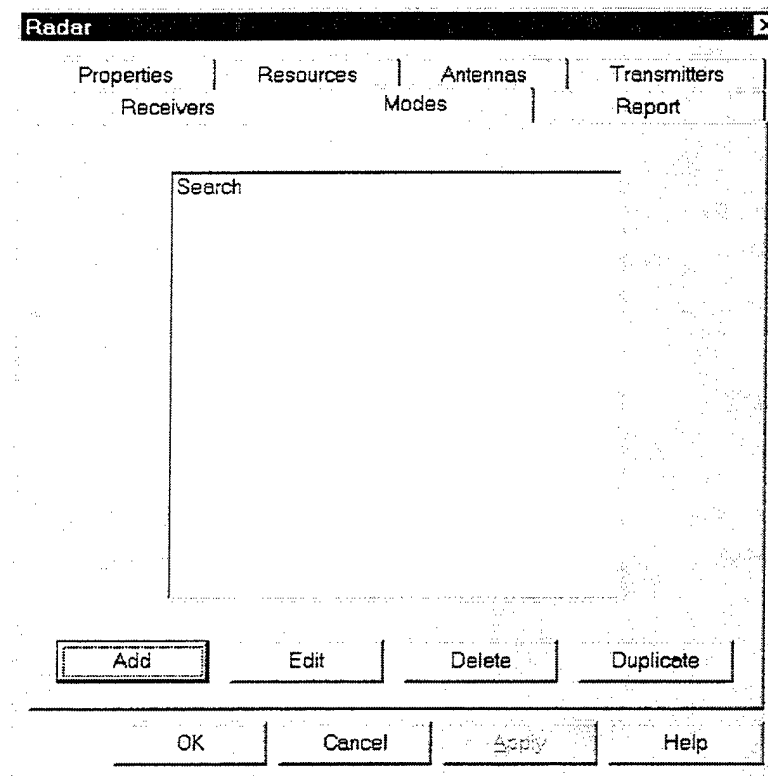 Radar
Properties Resources Antennas Transmitters
Receivers Modes Report
Search
Add Edit Delete Duplicate
OK Cancel Apply Help